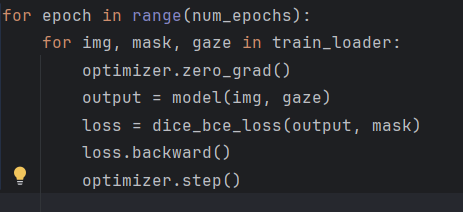 for epoch in range(num_epochs):
    for img, mask, gaze in train_loader:
        optimizer.zero_grad()
        output = model(img, gaze)
        loss = dice_bce_loss(output, mask)
        loss.backward()
        optimizer.step()